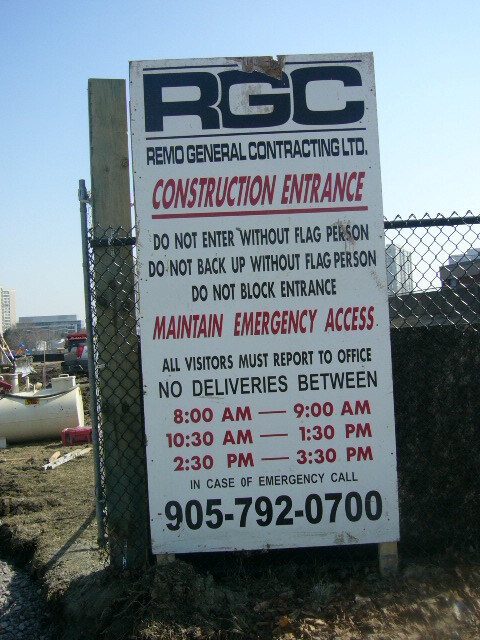 RGC
REMO GENERAL CONTRACTING LTD.
CONSTRUCTION ENTRANCE
DO NOT ENTER WITHOUT FLAG PERSON
DO NOT BACK UP WITHOUT FLAG PERSON
DO NOT BLOCK ENTRANCE
MAINTAIN EMERGENCY ACCESS
ALL VISITORS MUST REPORT TO OFFICE
NO DELIVERIES BETWEEN
8:00 AM — 9:00 AM
10:30 AM — 1:30 PM
2:30 PM — 3:30 PM
IN CASE OF EMERGENCY CALL
905-792-0700